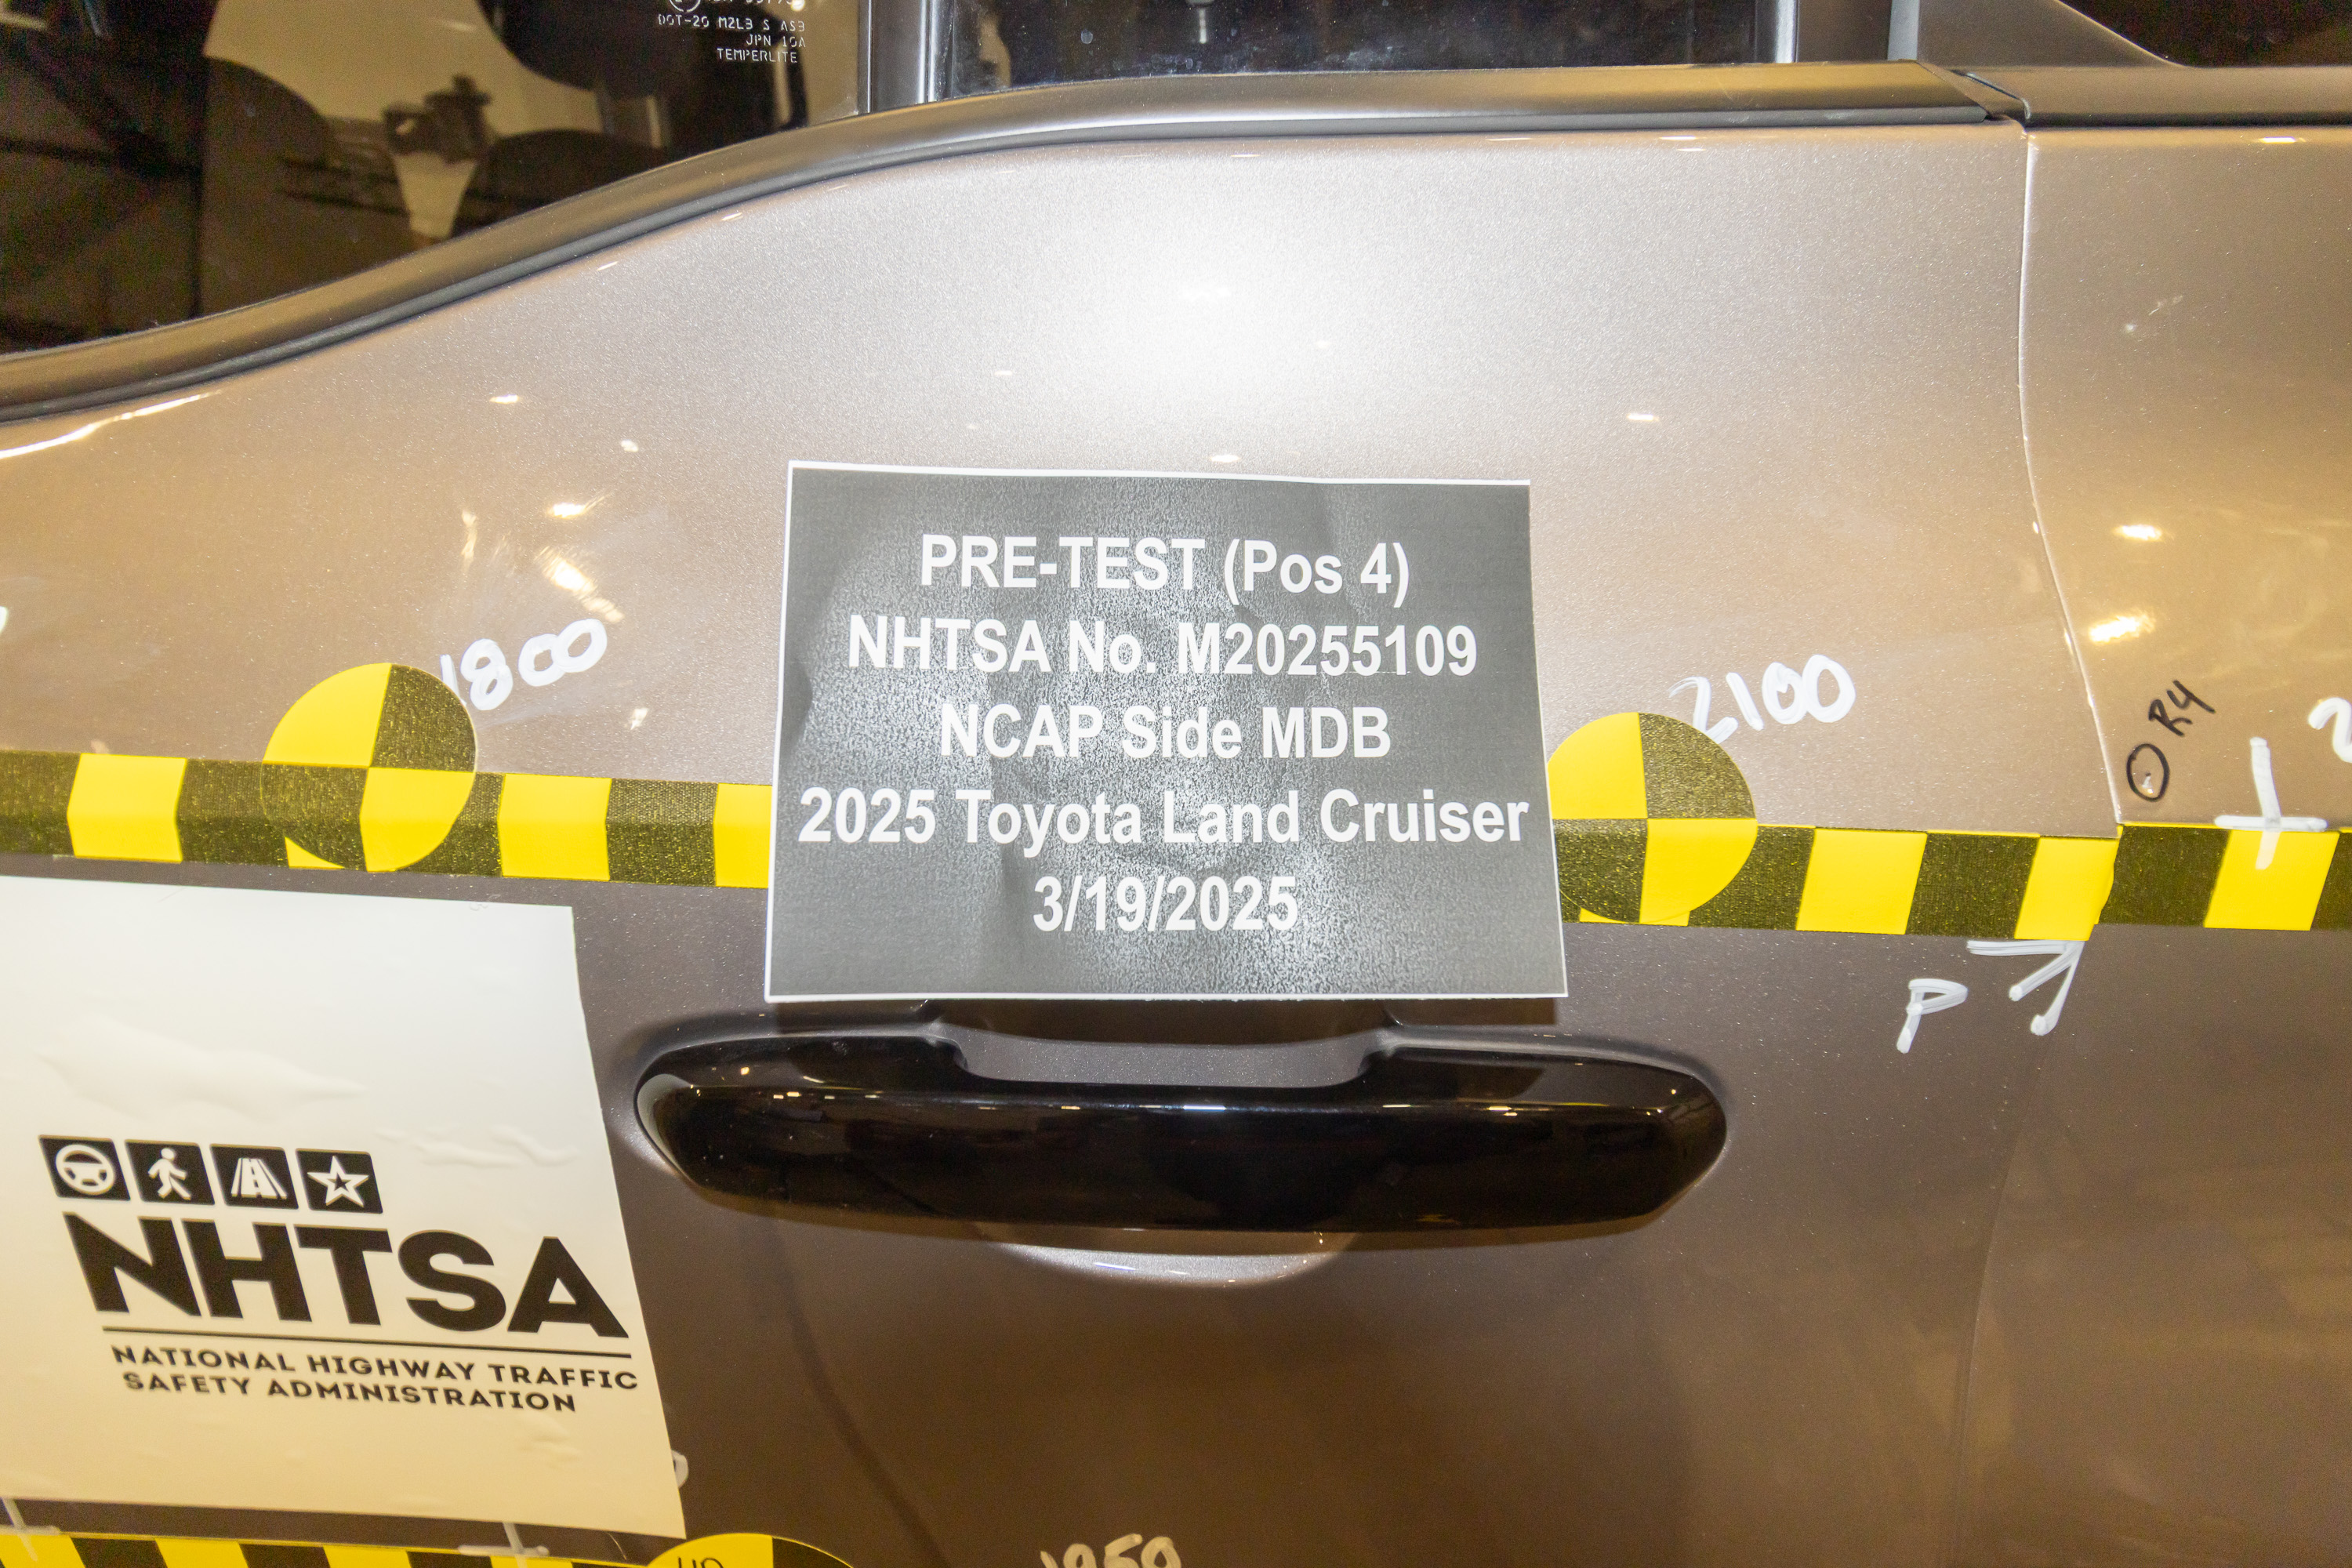 DOT-20 M2L3 S AS3
JPN 10A
TEMPERLITE
PRE-TEST (Pos 4)
NHTSA No. M20255109
NCAP Side MDB
2025 Toyota Land Cruiser
3/19/2025
1800
2100
R4
P
NHTSA
NATIONAL HIGHWAY TRAFFIC
SAFETY ADMINISTRATION
1950